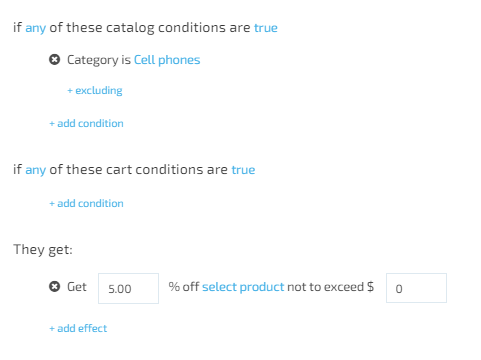 if any of these catalog conditions are true
Category is Cell phones
+ excluding
+ add condition
if any of these cart conditions are true
+ add condition
They get:
Get 5.00 % off select product not to exceed $ 0
+ add effect